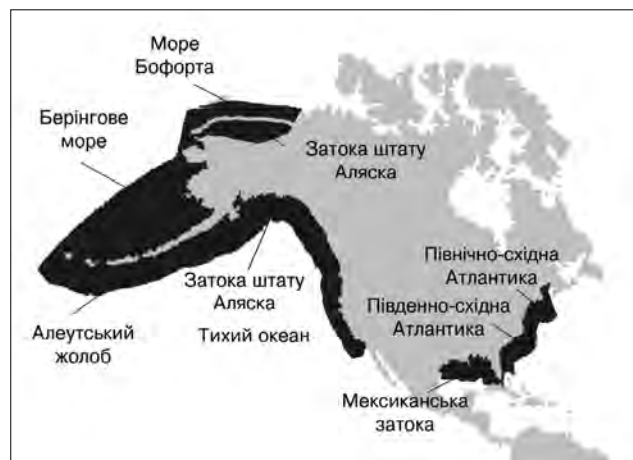 Море
Бофорта
Берінгове
море
Затока штату
Аляска
Північно-східна
Атлантика
Затока штату
Аляска
Південно-східна
Атлантика
Алеутський
жолоб
Тихий океан
Мексиканська
затока